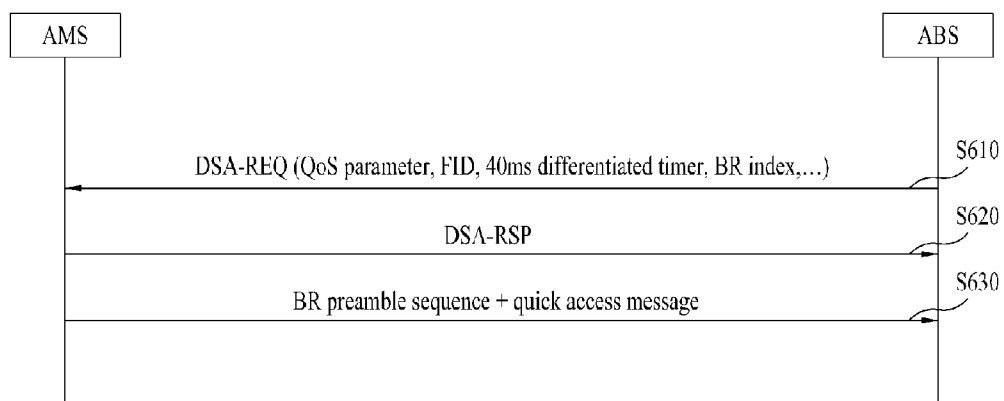 AMS
ABS
DSA-REQ (QoS parameter, FID, 40ms differentiated timer, BR index,...)
S610
DSA-RSP
S620
BR preamble sequence + quick access message
S630